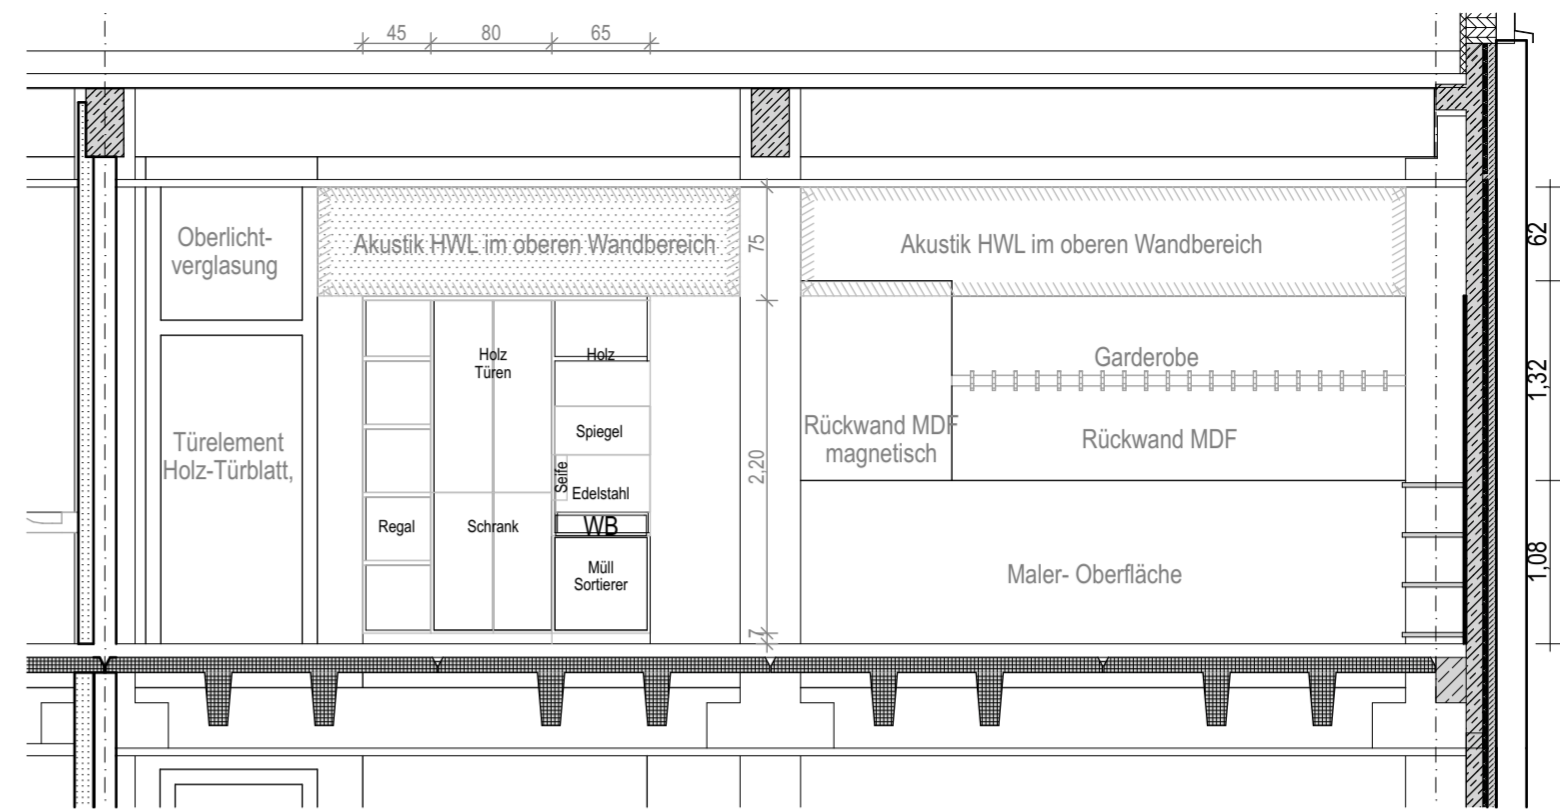 45
80
65
Oberlicht-
verglasung
Akustik HWL im oberen Wandbereich
75
Akustik HWL im oberen Wandbereich
62
Holz
Türen
Holz
Garderobe
1,32
Türelement
Holz-Türblatt,
Spiegel
Rückwand MDF
magnetisch
Rückwand MDF
2,20
Seife
Edelstahl
Regal
Schrank
WB
Müll
Sortierer
Maler- Oberfläche
1,08
7